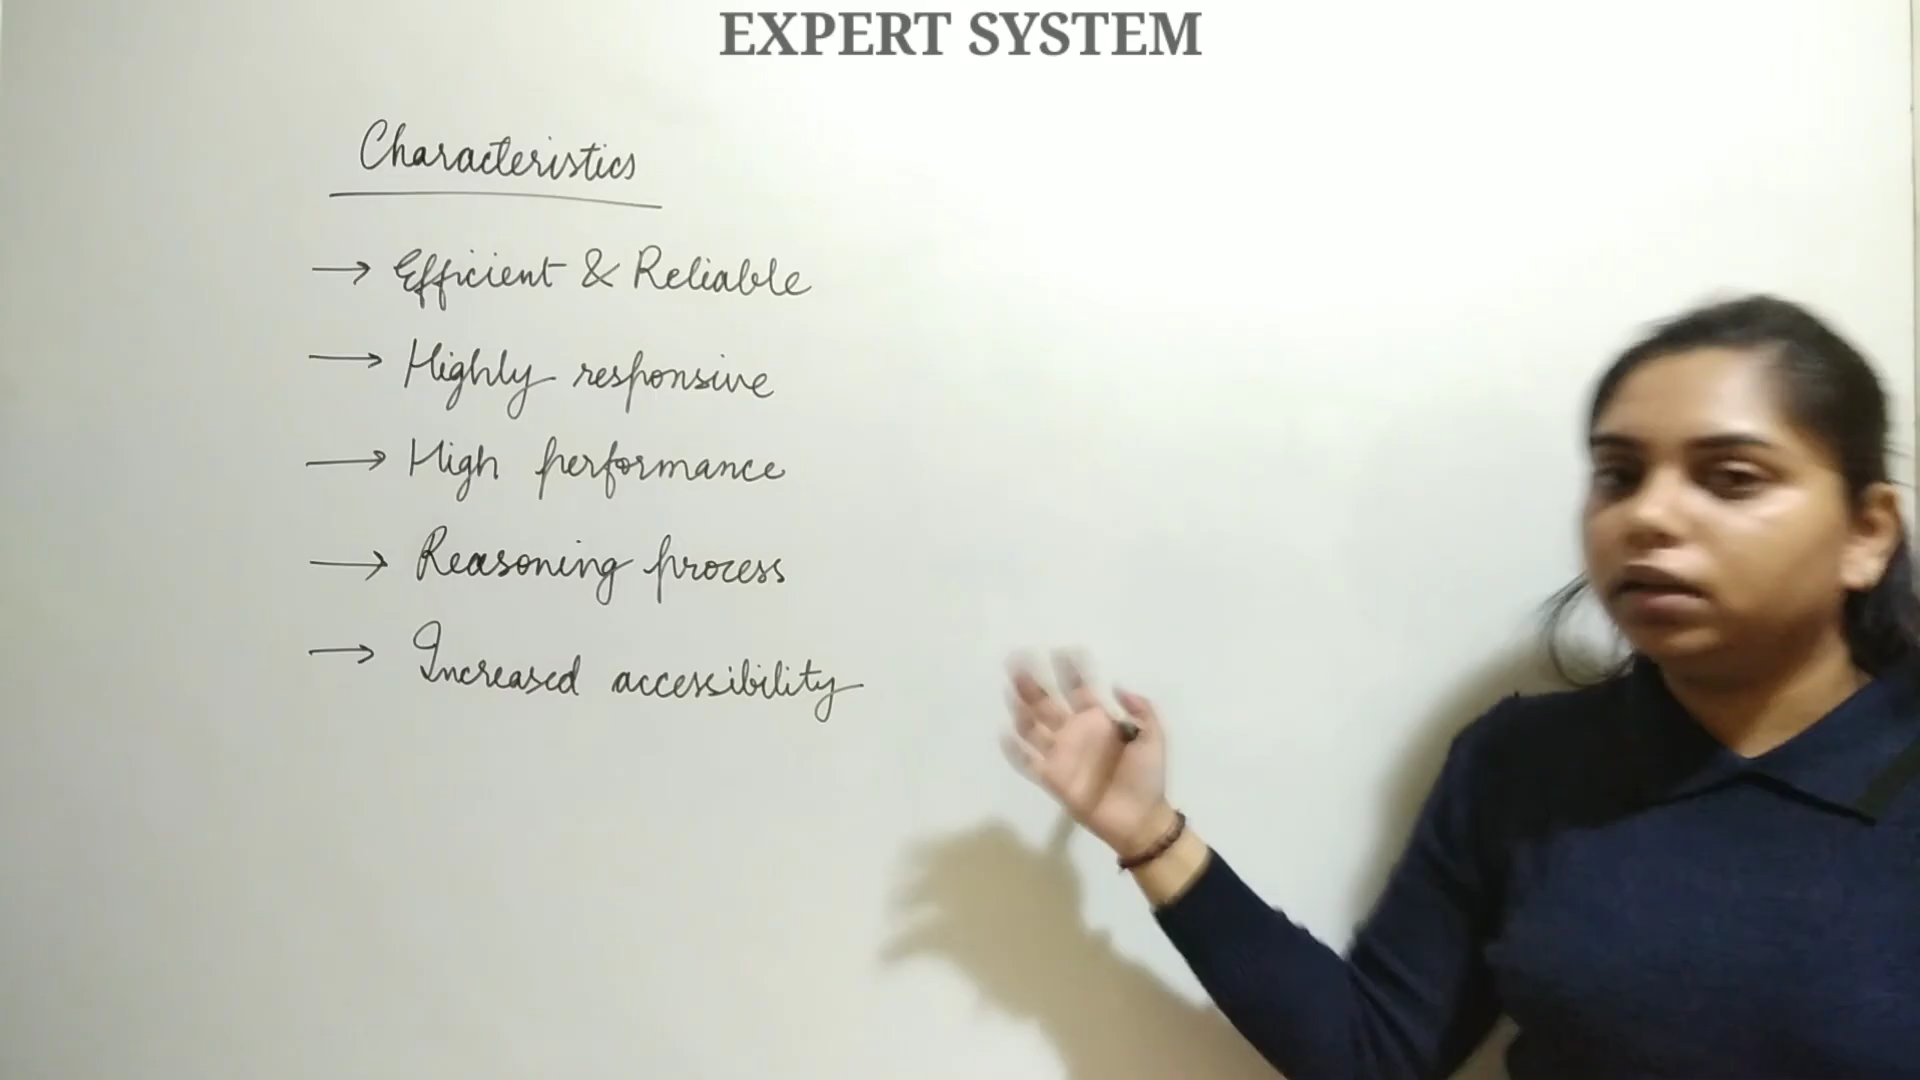 EXPERT SYSTEM
Characteristics
→ Efficient & Reliable
→ Highly responsive
→ High performance
→ Reasoning process
→ Increased accessibility